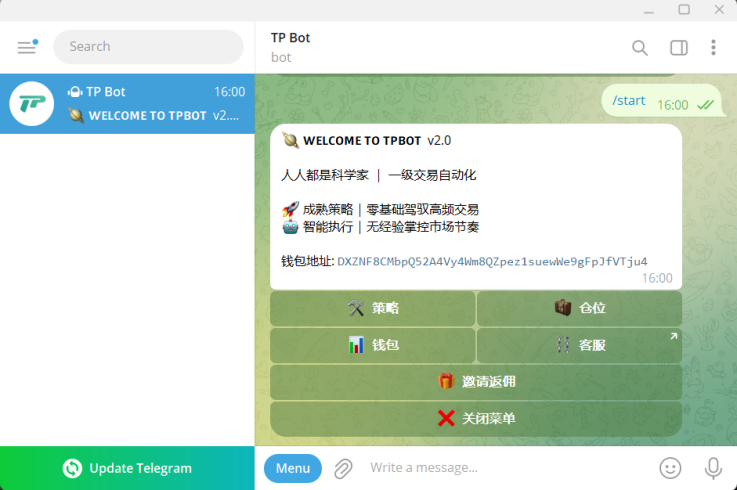 Search
TP Bot
bot
TP
TP Bot 16:00
WELCOME TO TPBOT v2....
/start 16:00
WELCOME TO TPBOT v2.0
人人都是科学家 | 一级交易自动化
成熟策略 | 零基础驾驭高频交易
智能执行 | 无经验掌控市场节奏
钱包地址: DXZNF8CMbpQ52A4Vy4Wm8QZpez1suewWe9gFpJfVTju4
16:00
策略
仓位
钱包
客服
邀请返佣
关闭菜单
Update Telegram
Menu
Write a message...